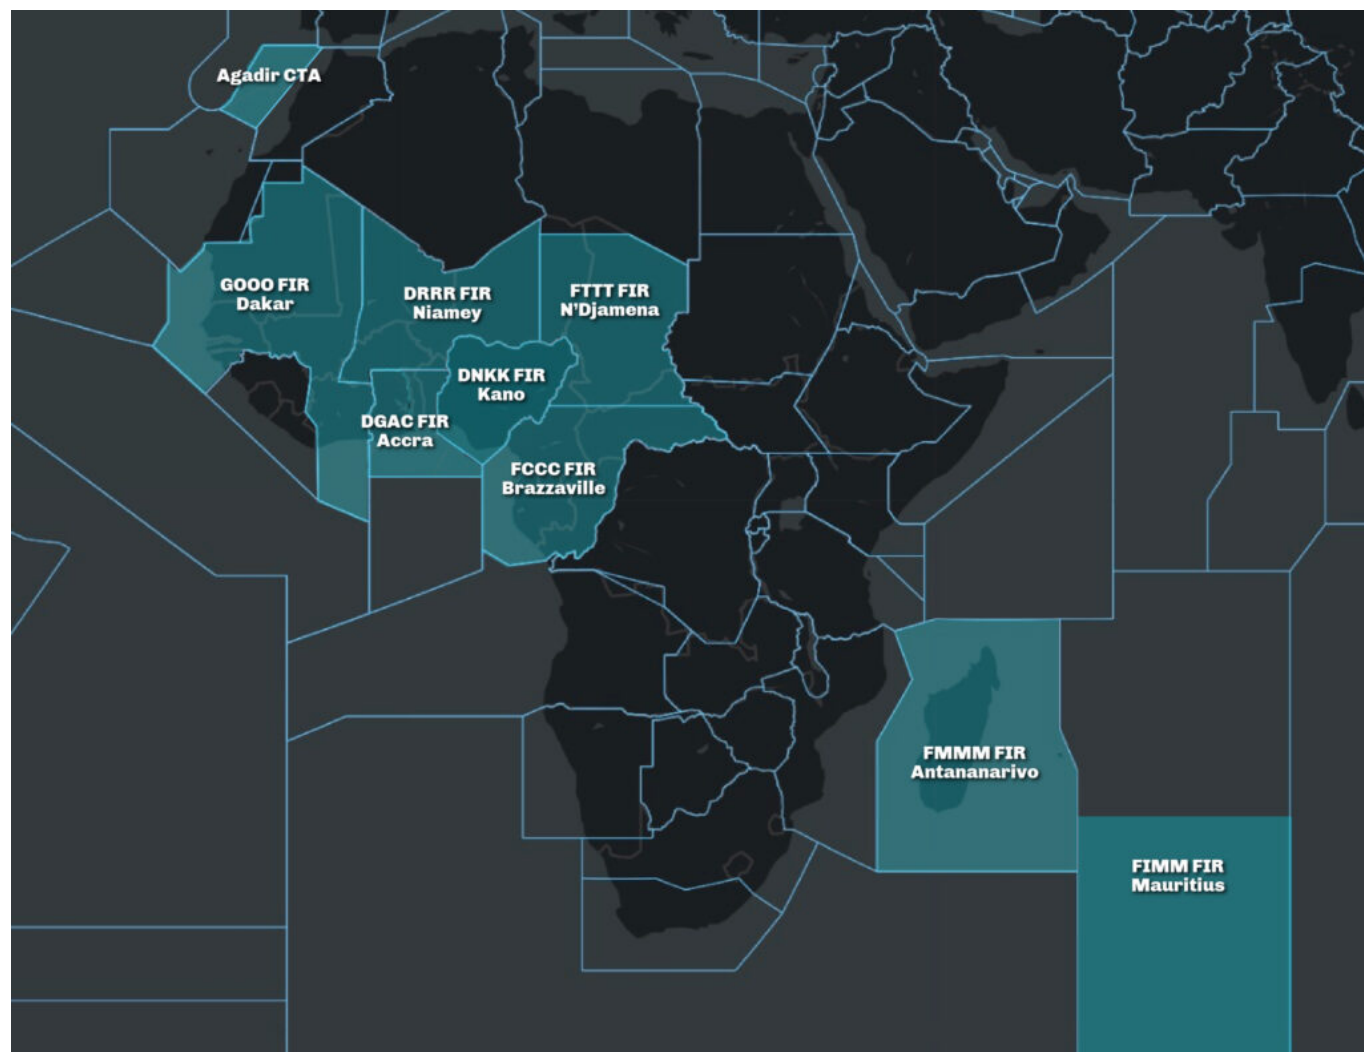 Agadir CTA
GOOO FIR
Dakar
DRRR FIR
Niamey
FTTT FIR
N'Djamena
DNKK FIR
Kano
DGAC FIR
Accra
FCCC FIR
Brazzaville
FMMM FIR
Antananarivo
FIMM FIR
Mauritius